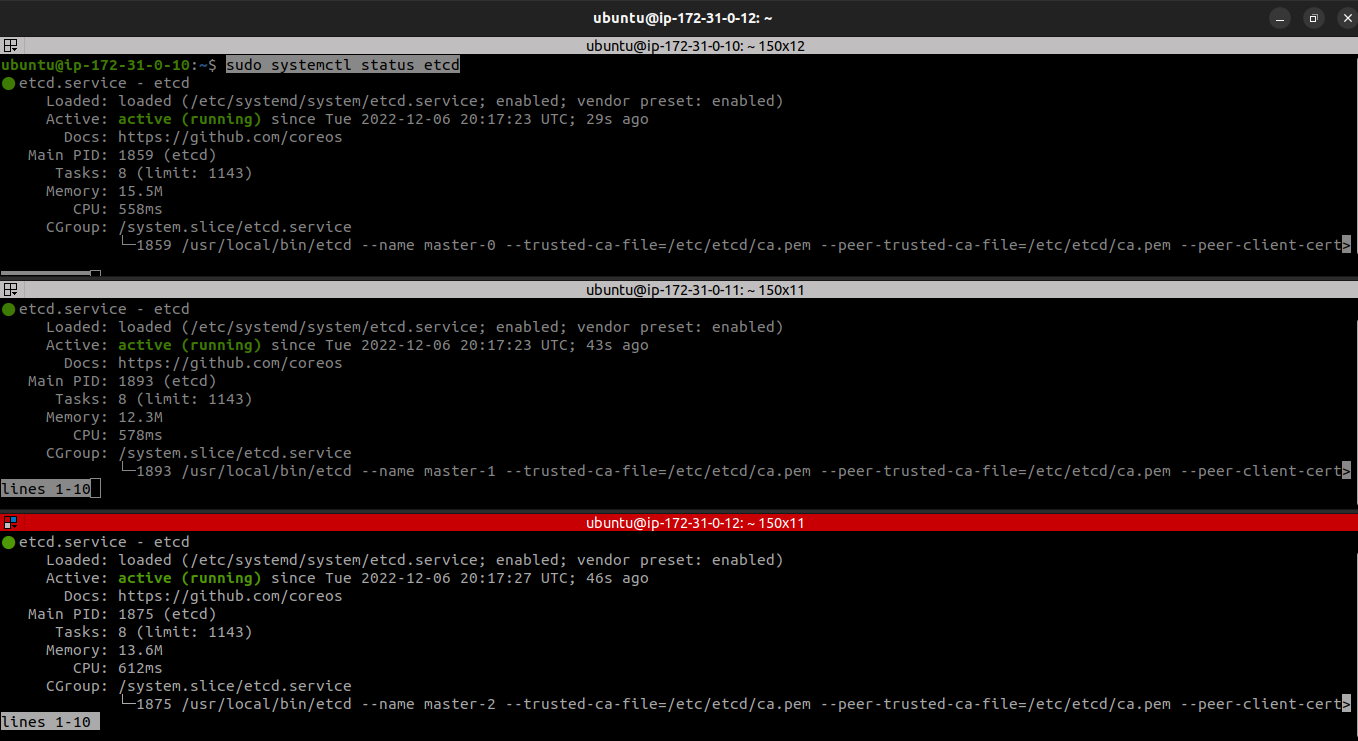 ubuntu@ip-172-31-0-12: ~
ubuntu@ip-172-31-0-10: ~ 150x12
ubuntu@ip-172-31-0-10:~$ sudo systemctl status etcd
etcd.service - etcd
Loaded: loaded (/etc/systemd/system/etcd.service; enabled; vendor preset: enabled)
Active: active (running) since Tue 2022-12-06 20:17:23 UTC; 29s ago
Docs: https://github.com/coreos
Main PID: 1859 (etcd)
Tasks: 8 (limit: 1143)
Memory: 15.5M
CPU: 558ms
CGroup: /system.slice/etcd.service
└─1859 /usr/local/bin/etcd --name master-0 --trusted-ca-file=/etc/etcd/ca.pem --peer-trusted-ca-file=/etc/etcd/ca.pem --peer-client-cert>
ubuntu@ip-172-31-0-11: ~ 150x11
etcd.service - etcd
Loaded: loaded (/etc/systemd/system/etcd.service; enabled; vendor preset: enabled)
Active: active (running) since Tue 2022-12-06 20:17:23 UTC; 43s ago
Docs: https://github.com/coreos
Main PID: 1893 (etcd)
Tasks: 8 (limit: 1143)
Memory: 12.3M
CPU: 578ms
CGroup: /system.slice/etcd.service
└─1893 /usr/local/bin/etcd --name master-1 --trusted-ca-file=/etc/etcd/ca.pem --peer-trusted-ca-file=/etc/etcd/ca.pem --peer-client-cert>
lines 1-10
ubuntu@ip-172-31-0-12: ~ 150x11
etcd.service - etcd
Loaded: loaded (/etc/systemd/system/etcd.service; enabled; vendor preset: enabled)
Active: active (running) since Tue 2022-12-06 20:17:27 UTC; 46s ago
Docs: https://github.com/coreos
Main PID: 1875 (etcd)
Tasks: 8 (limit: 1143)
Memory: 13.6M
CPU: 612ms
CGroup: /system.slice/etcd.service
└─1875 /usr/local/bin/etcd --name master-2 --trusted-ca-file=/etc/etcd/ca.pem --peer-trusted-ca-file=/etc/etcd/ca.pem --peer-client-cert>
lines 1-10